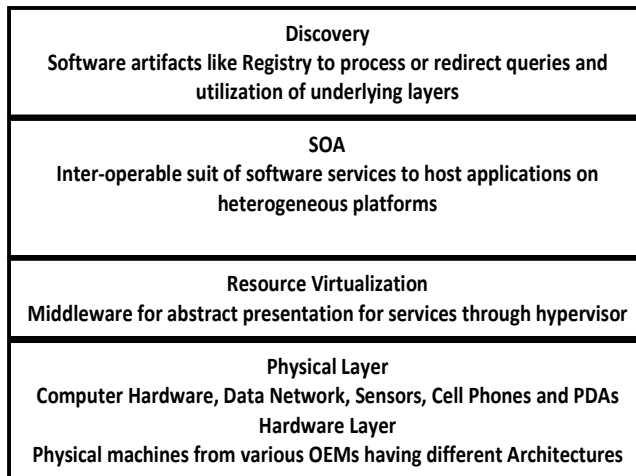 Discovery
Software artifacts like Registry to process or redirect queries and
utilization of underlying layers
SOA
Inter-operable suit of software services to host applications on
heterogeneous platforms
Resource Virtualization
Middleware for abstract presentation for services through hypervisor
Physical Layer
Computer Hardware, Data Network, Sensors, Cell Phones and PDAs
Hardware Layer
Physical machines from various OEMs having different Architectures